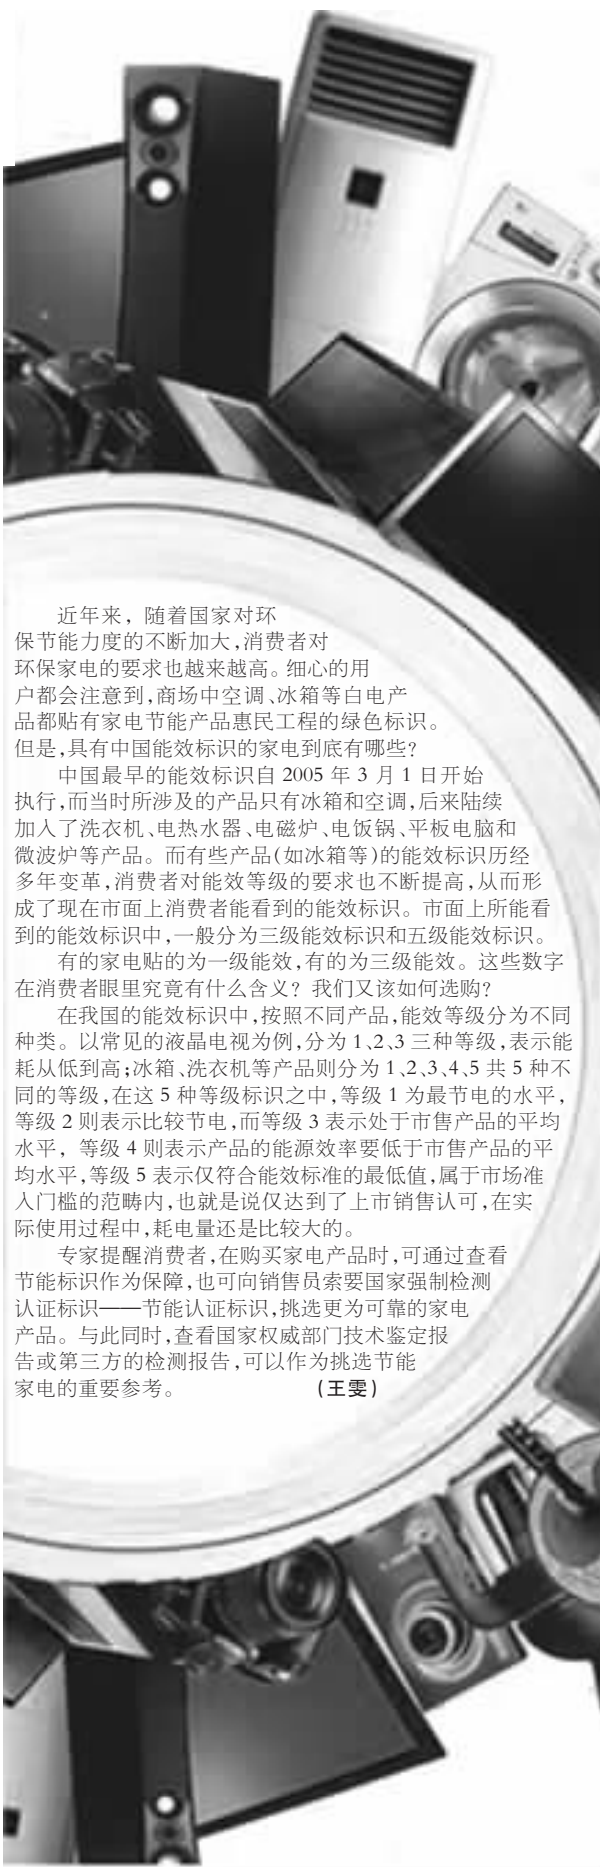 近年来，随着国家对环
保节能力度的不断加大,消费者对
环保家电的要求也越来越高。细心的用
户都会注意到,商场中空调、冰箱等白电产
品都贴有家电节能产品惠民工程的绿色标识。
但是,具有中国能效标识的家电到底有哪些?
中国最早的能效标识自 2005 年 3 月 1 日开始
执行,而当时所涉及的产品只有冰箱和空调,后来陆续
加入了洗衣机、电热水器、电磁炉、电饭锅、平板电脑和
微波炉等产品。而有些产品(如冰箱等)的能效标识历经
多年变革,消费者对能效等级的要求也不断提高,从而形
成了现在市面上消费者能看到的能效标识。市面上所能看
到的能效标识中,一般分为三级能效标识和五级能效标识。
有的家电贴的为一级能效,有的为三级能效。这些数字
在消费者眼里究竟有什么含义? 我们又该如何选购?
在我国的能效标识中,按照不同产品,能效等级分为不同
种类。以常见的液晶电视为例,分为 1、2、3 三种等级,表示能
耗从低到高;冰箱、洗衣机等产品则分为 1、2、3、4、5 共 5 种不
同的等级,在这 5 种等级标识之中,等级 1 为最节电的水平,
等级 2 则表示比较节电,而等级 3 表示处于市售产品的平均
水平，等级 4 则表示产品的能源效率要低于市售产品的平
均水平,等级 5 表示仅符合能效标准的最低值,属于市场准
入门槛的范畴内,也就是说仅达到了上市销售认可,在实
际使用过程中,耗电量还是比较大的。
专家提醒消费者,在购买家电产品时,可通过查看
节能标识作为保障,也可向销售员索要国家强制检测
认证标识——节能认证标识,挑选更为可靠的家电
产品。与此同时,查看国家权威部门技术鉴定报
告或第三方的检测报告,可以作为挑选节能
家电的重要参考。 (王雯)